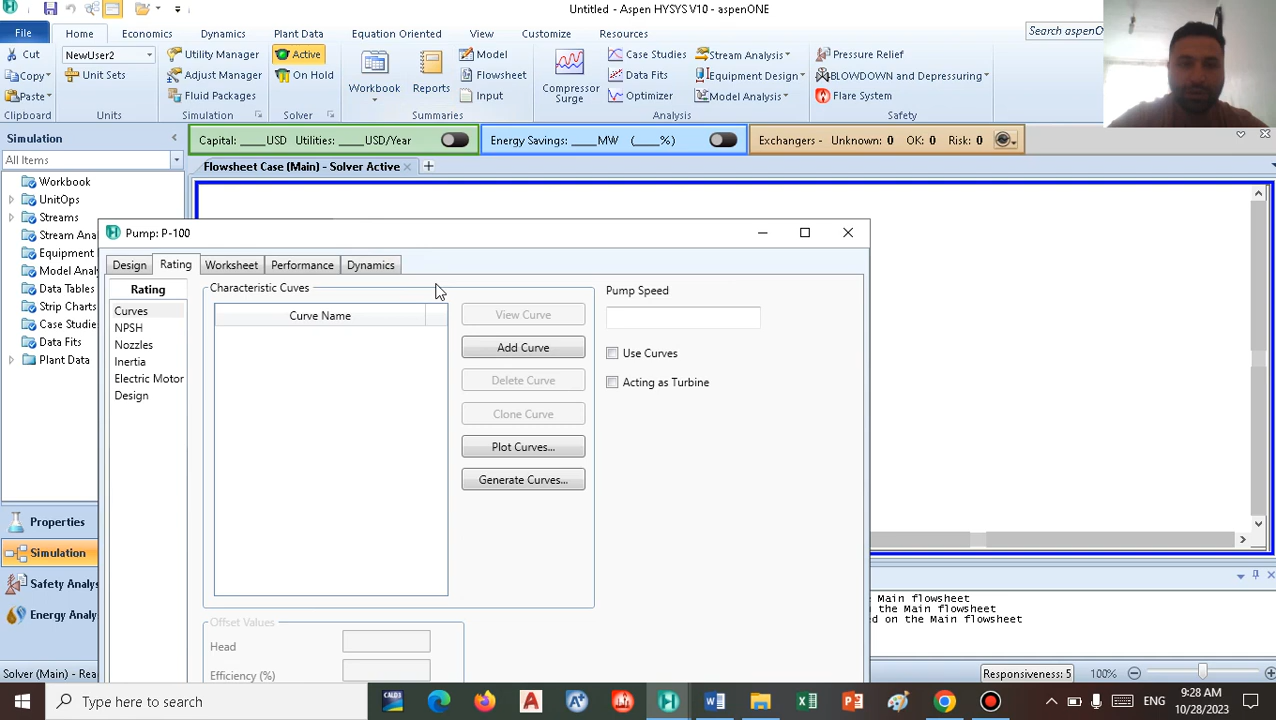 Untitled - Aspen HYSYS V10 - aspenONE
File
Home
Economics
Dynamics
Plant Data
Equation Oriented
View
Customize
Resources
Search aspenO
Cut
Copy
Paste
Clipboard
NewUser2
Unit Sets
Units
Utility Manager
Adjust Manager
Fluid Packages
Simulation
Active
On Hold
Solver
Workbook
Reports
Model
Flowsheet
Input
Summaries
Compressor
Surge
Case Studies
Data Fits
Optimizer
Stream Analysis
Equipment Design
Model Analysis
Analysis
Pressure Relief
BLOWDOWN and Depressuring
Flare System
Safety
Simulation
Capital: ____USD Utilities: ____USD/Year
Energy Savings: ____MW (____%)
Exchangers - Unknown: 0 OK: 0 Risk: 0
All Items
Flowsheet Case (Main) - Solver Active
Workbook
UnitOps
Streams
Stream Ana
Equipment
Model Analy
Data Tables
Strip Charts
Case Studie
Data Fits
Plant Data
Properties
Simulation
Safety Analys
Energy Analy
Pump: P-100
Design
Rating
Worksheet
Performance
Dynamics
Rating
Curves
NPSH
Nozzles
Inertia
Electric Motor
Design
Characteristic Cuves
Curve Name
View Curve
Add Curve
Delete Curve
Clone Curve
Plot Curves...
Generate Curves...
Pump Speed
Use Curves
Acting as Turbine
Offset Values
Head
Efficiency (%)
e Main flowsheet
n the Main flowsheet
ed on the Main flowsheet
Solver (Main) - Rea
Responsiveness: 5
100%
Type here to search
ENG
9:28 AM
10/28/2023